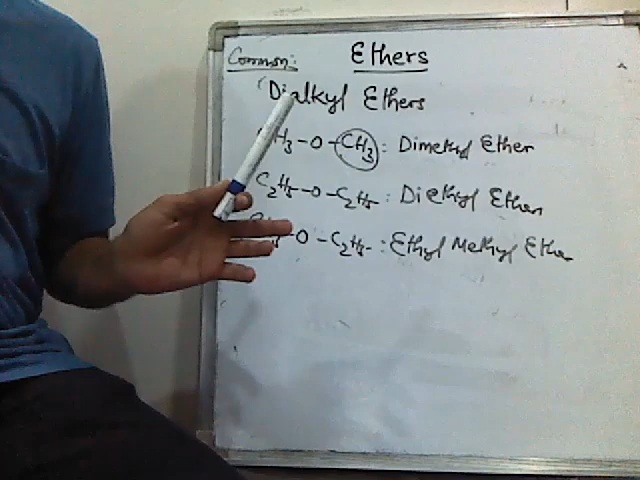 Common: Ethers
Dialkyl Ethers
H3-O-CH3: Dimethyl Ether
C2H5-O-C2H5: Diethyl Ether
-O-C2H5: Ethyl Methyl Ether